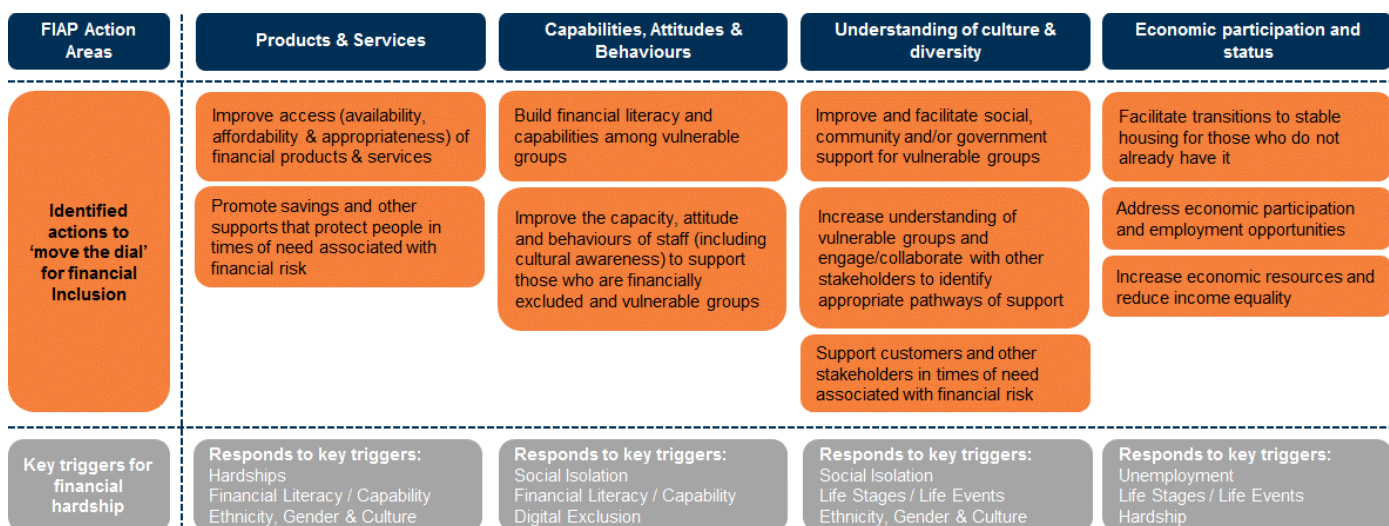 FIAP Action
Areas
Products & Services
Capabilities, Attitudes &
Behaviours
Understanding of culture &
diversity
Economic participation and
status
Identified
actions to
‘move the dial’
for financial
Inclusion
Improve access (availability,
affordability & appropriateness) of
financial products & services
Promote savings and other
supports that protect people in
times of need associated with
financial risk
Build financial literacy and
capabilities among vulnerable
groups
Improve the capacity, attitude
and behaviours of staff (including
cultural awareness) to support
those who are financially
excluded and vulnerable groups
Improve and facilitate social,
community and/or government
support for vulnerable groups
Increase understanding of
vulnerable groups and
engage/collaborate with other
stakeholders to identify
appropriate pathways of support
Support customers and other
stakeholders in times of need
associated with financial risk
Facilitate transitions to stable
housing for those who do not
already have it
Address economic participation
and employment opportunities
Increase economic resources and
reduce income equality
Key triggers for
financial
hardship
Responds to key triggers:
Hardships
Financial Literacy / Capability
Ethnicity, Gender & Culture
Responds to key triggers:
Social Isolation
Financial Literacy / Capability
Digital Exclusion
Responds to key triggers:
Social Isolation
Life Stages / Life Events
Ethnicity, Gender & Culture
Responds to key triggers:
Unemployment
Life Stages / Life Events
Hardship